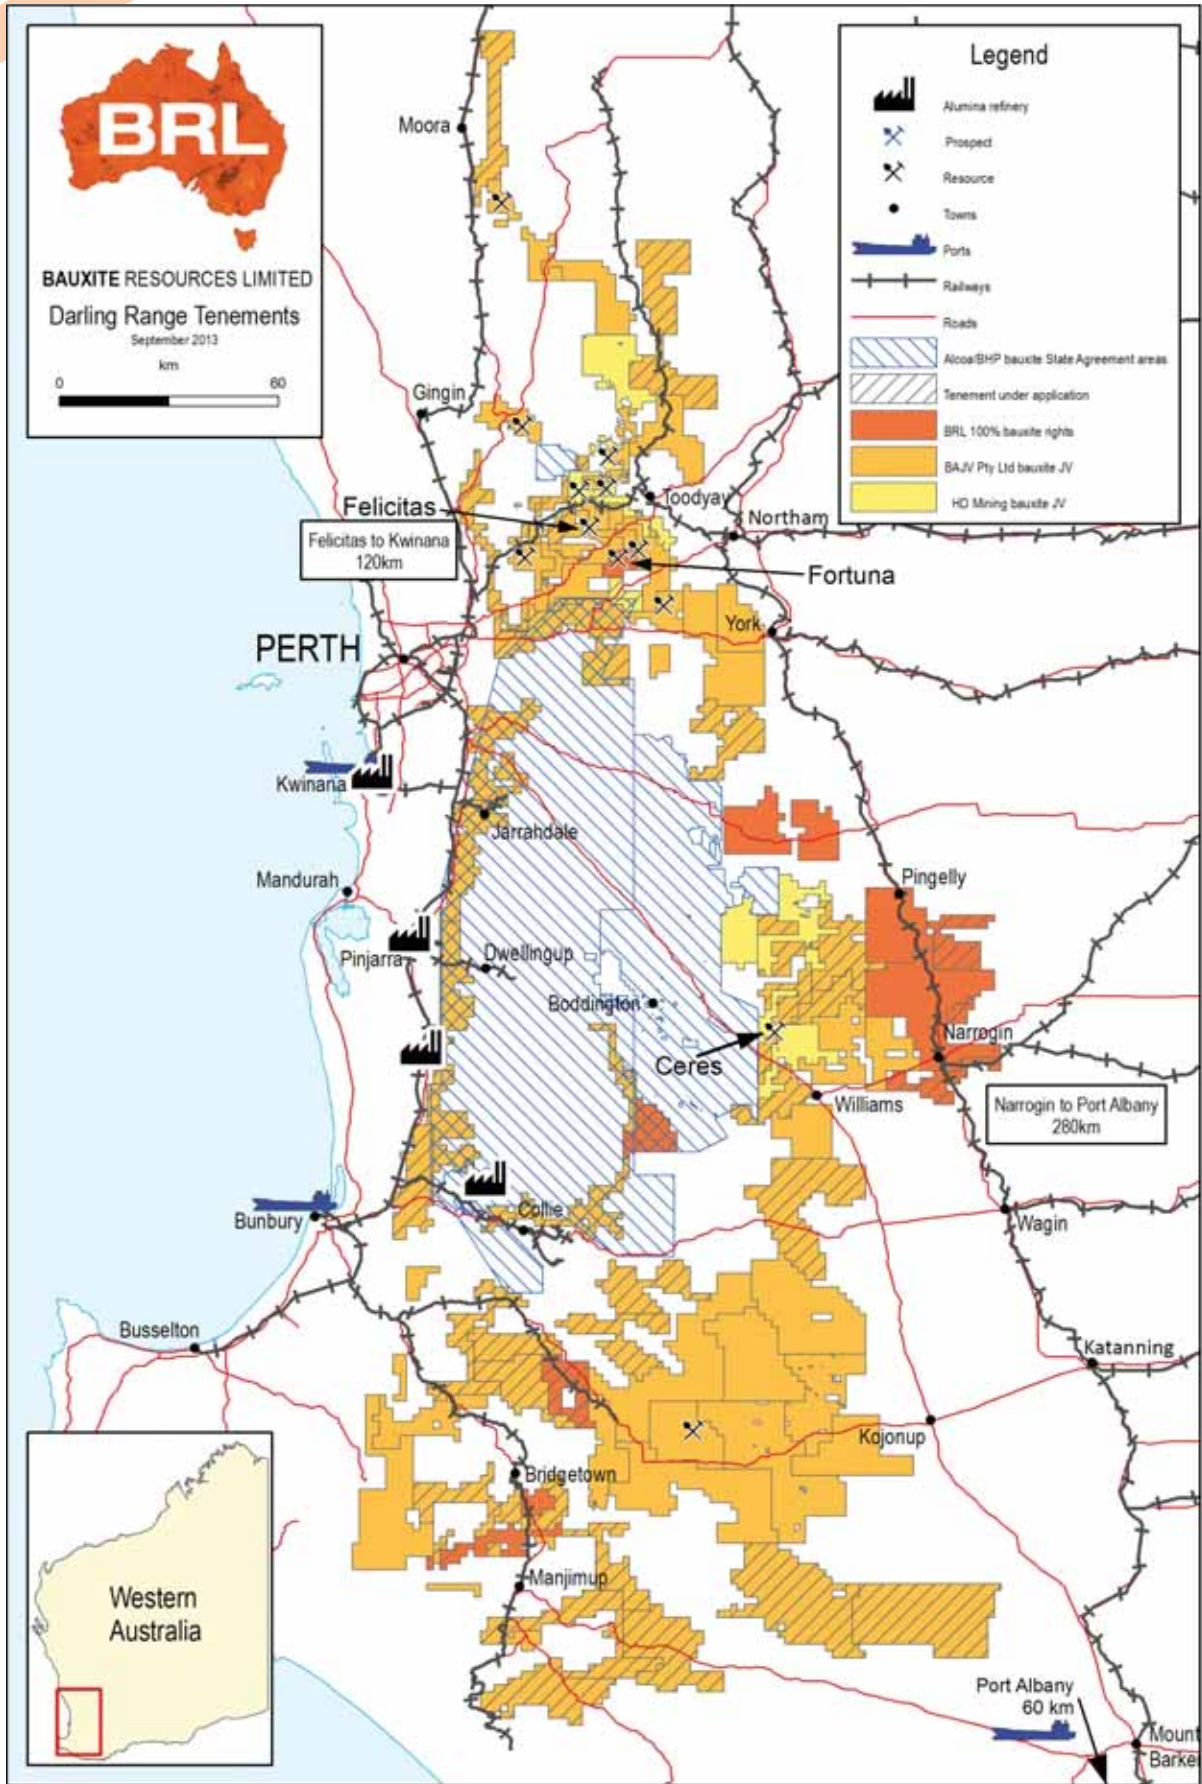 BRL
BAUXITE RESOURCES LIMITED
Darling Range Tenements
September 2013
km
0 60
Legend
Alumina refinery
Prospect
Resource
Towns
Ports
Railways
Roads
Alcoa/BHP bauxite State Agreement areas
Tenement under application
BRL 100% bauxite rights
BAJV Pty Ltd bauxite JV
HD Mining bauxite JV
Moora
Gingin
Felicitas
Toodyay
Northam
Felicitas to Kwinana
120km
Fortuna
York
PERTH
Kwinana
Jarrahdale
Mandurah
Pingelly
Pinjarra
Dwellingup
Boddington
Narrogin
Ceres
Williams
Narrogin to Port Albany
280km
Bunbury
Collie
Wagin
Busselton
Katanning
Kojonup
Bridgetown
Manjimup
Western
Australia
Port Albany
60 km
Mount
Barke